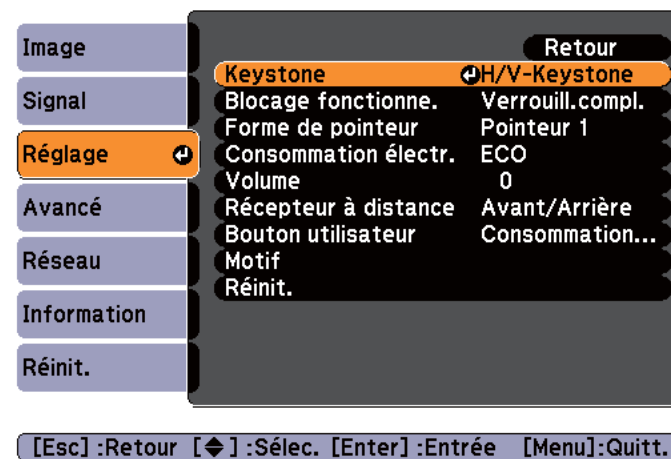 Image
Signal
Réglage
Avancé
Réseau
Information
Réinit.
Retour
Keystone H/V-Keystone
Blocage fonctionne. Verrouill.compl.
Forme de pointeur Pointeur 1
Consommation électr. ECO
Volume 0
Récepteur à distance Avant/Arrière
Bouton utilisateur Consommation...
Motif
Réinit.
[Esc] :Retour [◆] :Sélec. [Enter] :Entrée [Menu]:Quitt.